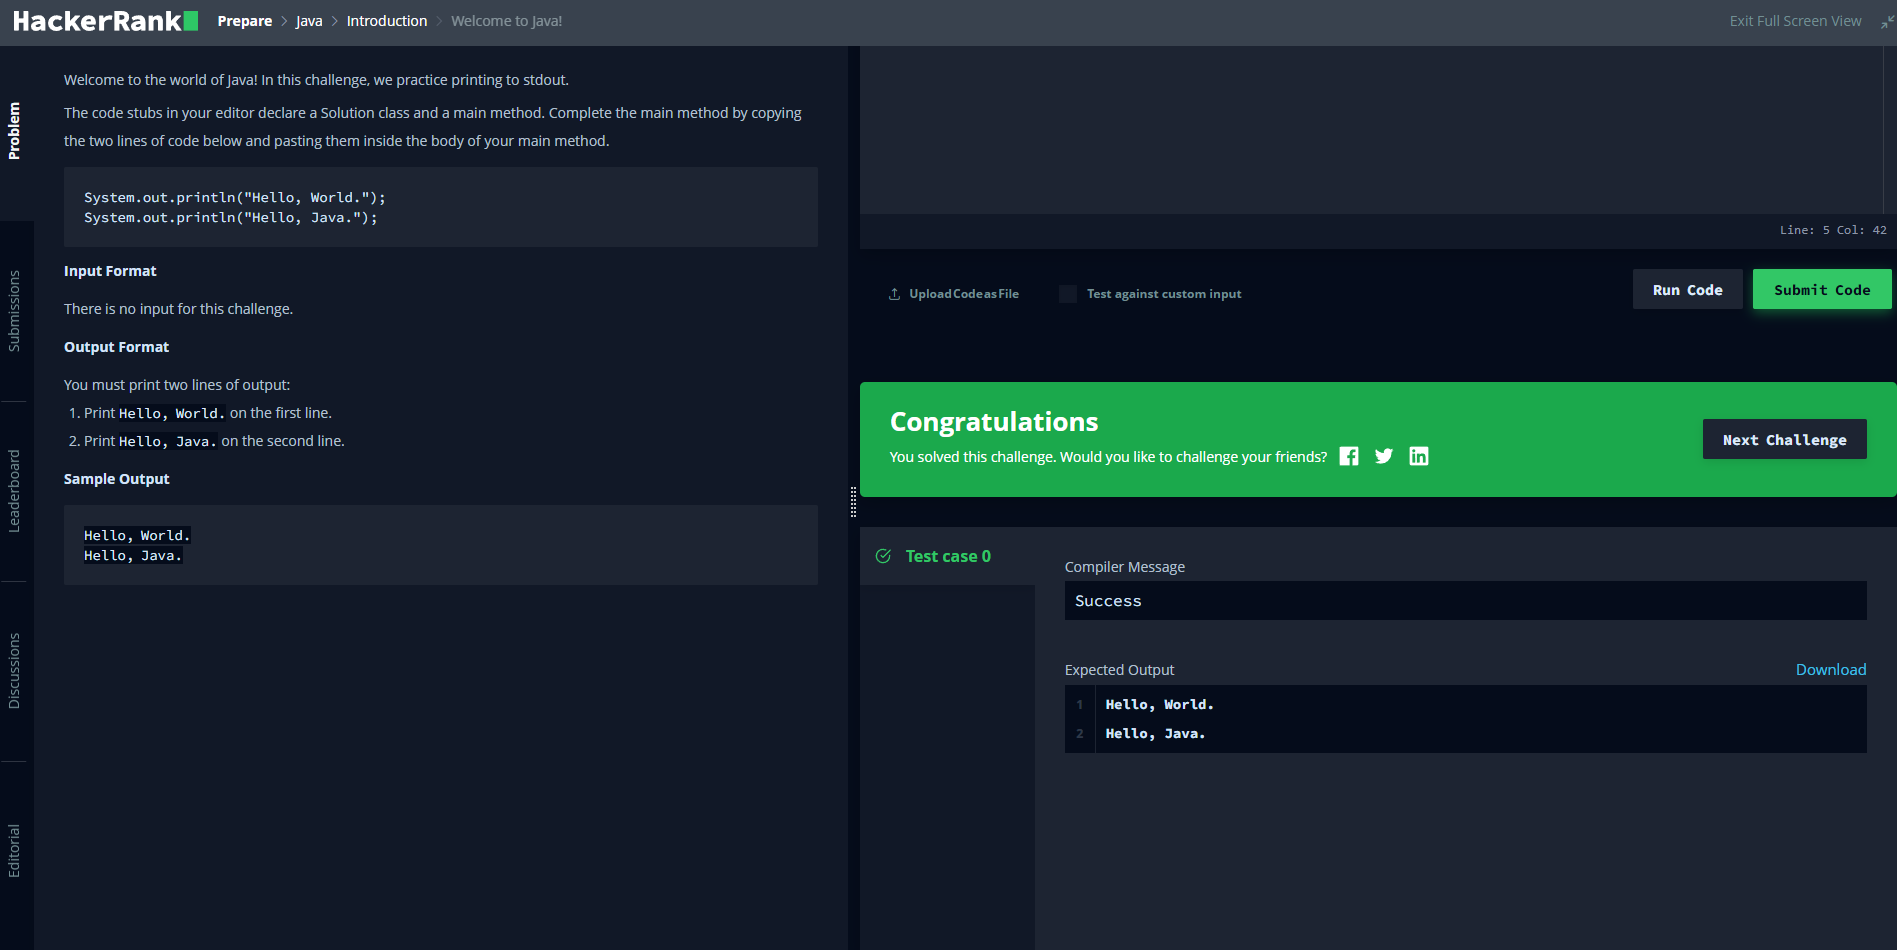 HackerRank
Prepare > Java > Introduction > Welcome to Java!
Exit Full Screen View
Problem
Submissions
Leaderboard
Discussions
Editorial
Welcome to the world of Java! In this challenge, we practice printing to stdout.
The code stubs in your editor declare a Solution class and a main method. Complete the main method by copying
the two lines of code below and pasting them inside the body of your main method.
System.out.println("Hello, World.");
System.out.println("Hello, Java.");
Input Format
There is no input for this challenge.
Output Format
You must print two lines of output:
1. Print Hello, World. on the first line.
2. Print Hello, Java. on the second line.
Sample Output
Hello, World.
Hello, Java.
Line: 5 Col: 42
Upload Code as File
Test against custom input
Run Code
Submit Code
Congratulations
You solved this challenge. Would you like to challenge your friends?
Next Challenge
Test case 0
Compiler Message
Success
Expected Output
Download
1 Hello, World.
2 Hello, Java.